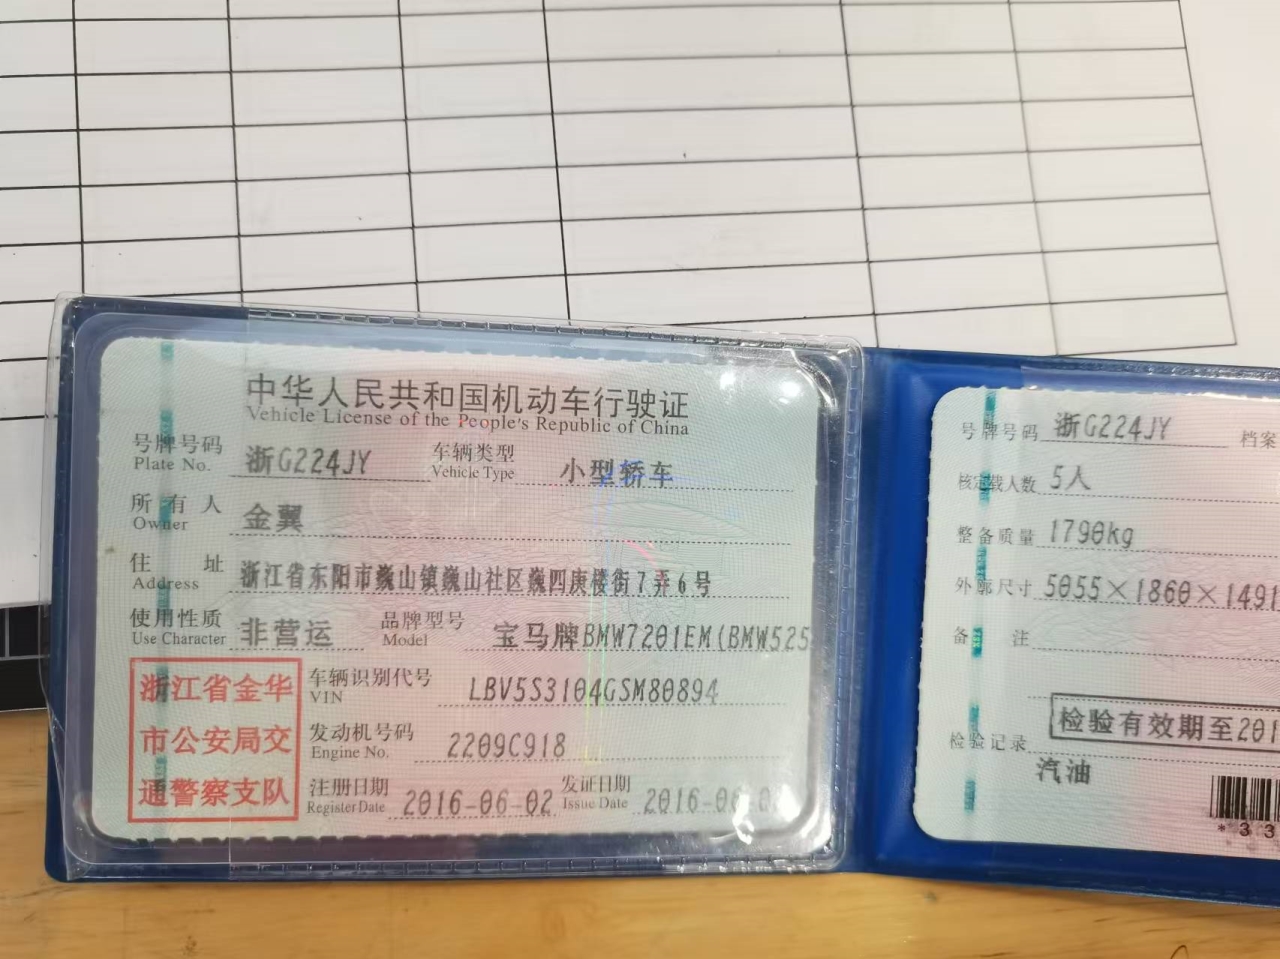 中华人民共和国机动车行驶证
Vehicle License of the People's Republic of China
号牌号码 浙G224JY 车辆类型 小型轿车
Plate No. Vehicle Type
所有人 金翼
Owner
住址 浙江省东阳市巍山镇巍山社区巍四庚楼街7弄6号
Address
使用性质 非营运 品牌型号 宝马牌BMW7201EM(BMW525
Use Character Model
浙江省金华
市公安局交
通警察支队
车辆识别代号 LBV5S3104GSM80894
VIN
发动机号码 2209C918
Engine No.
注册日期 2016-06-02 发证日期 2016-06-02
Register Date Issue Date
号牌号码 浙G224JY 档案
核定载人数 5人
整备质量 1790kg
外廓尺寸 5055×1860×1491
备注
检验有效期至201
检验记录
汽油
*33